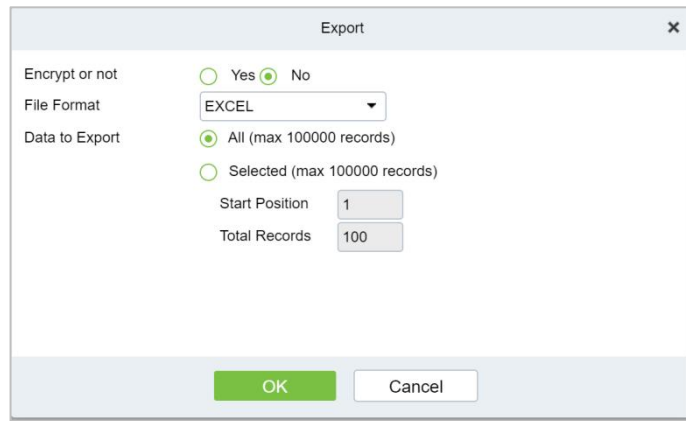 Export
Encrypt or not Yes No
File Format EXCEL
Data to Export All (max 100000 records)
Selected (max 100000 records)
Start Position 1
Total Records 100
OK Cancel